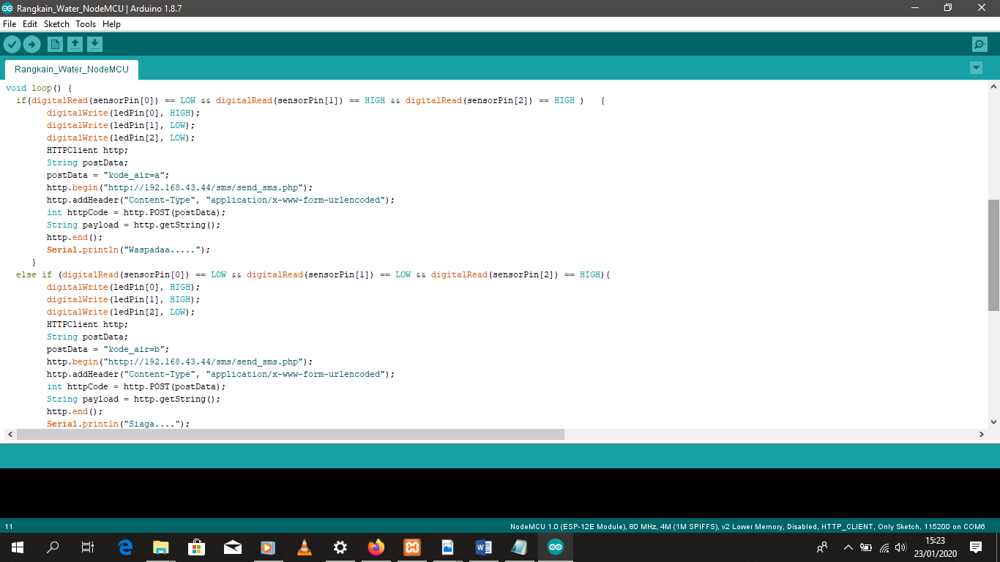 Rangkain_Water_NodeMCU | Arduino 1.8.7
File Edit Sketch Tools Help
Rangkain_Water_NodeMCU
void loop() {
if(digitalRead(sensorPin[0]) == LOW && digitalRead(sensorPin[1]) == HIGH && digitalRead(sensorPin[2]) == HIGH ) {
digitalWrite(ledPin[0], HIGH);
digitalWrite(ledPin[1], LOW);
digitalWrite(ledPin[2], LOW);
HTTPClient http;
String postData;
postData = "kode_air=a";
http.begin("http://192.168.43.44/sms/send_sms.php");
http.addHeader("Content-Type", "application/x-www-form-urlencoded");
int httpCode = http.POST(postData);
String payload = http.getString();
http.end();
Serial.println("Waspadaa.....");
}
else if (digitalRead(sensorPin[0]) == LOW && digitalRead(sensorPin[1]) == LOW && digitalRead(sensorPin[2]) == HIGH){
digitalWrite(ledPin[0], HIGH);
digitalWrite(ledPin[1], HIGH);
digitalWrite(ledPin[2], LOW);
HTTPClient http;
String postData;
postData = "kode_air=b";
http.begin("http://192.168.43.44/sms/send_sms.php");
http.addHeader("Content-Type", "application/x-www-form-urlencoded");
int httpCode = http.POST(postData);
String payload = http.getString();
http.end();
Serial.println("Siaga....");
11 NodeMCU 1.0 (ESP-12E Module), 80 MHz, 4M (1M SPIFFS), v2 Lower Memory, Disabled, HTTP_CLIENT, Only Sketch, 115200 on COM6
15:23
23/01/2020